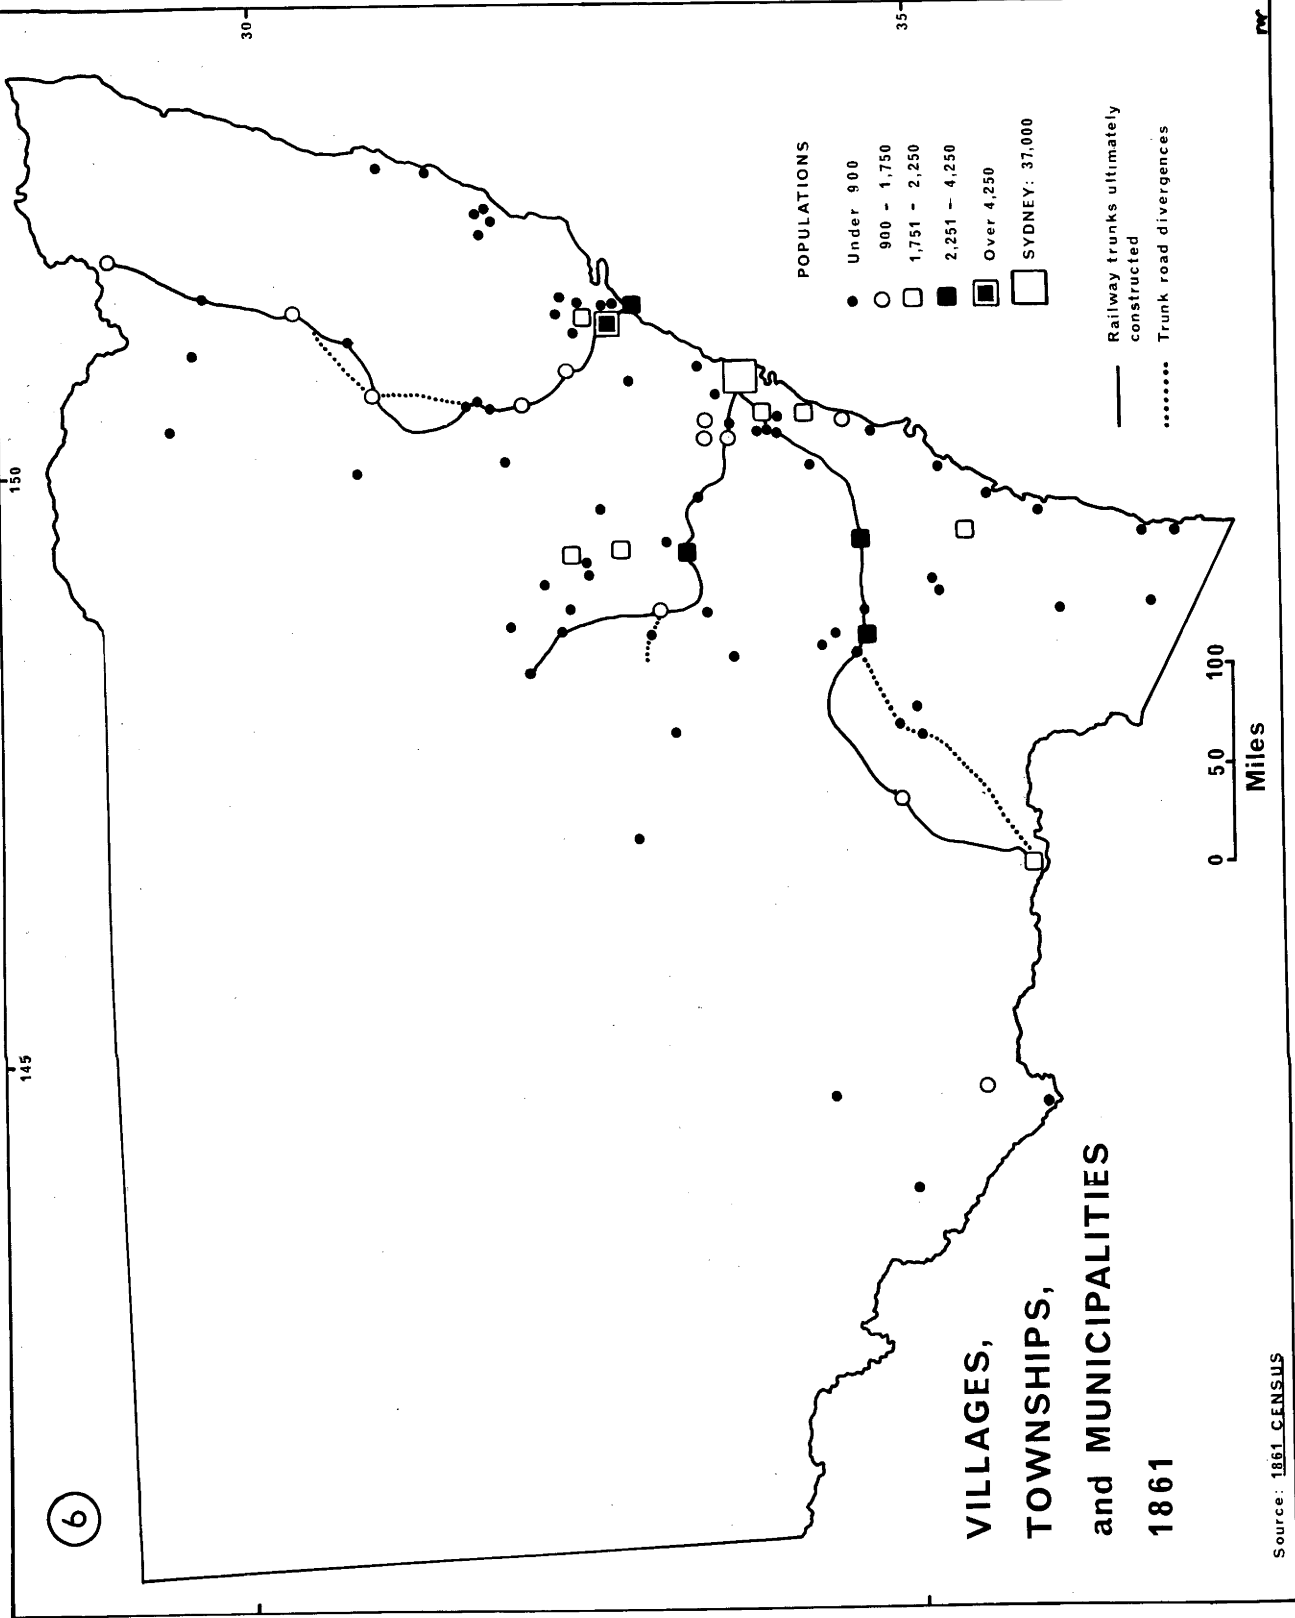 6
VILLAGES,
TOWNSHIPS,
and MUNICIPALITIES
1861
Source: 1861 CENSUS
145
150
30
35
POPULATIONS
Under 900
900 - 1,750
1,751 - 2,250
2,251 - 4,250
Over 4,250
SYDNEY: 37,000
Railway trunks ultimately
constructed
Trunk road divergences
0 50 100
Miles